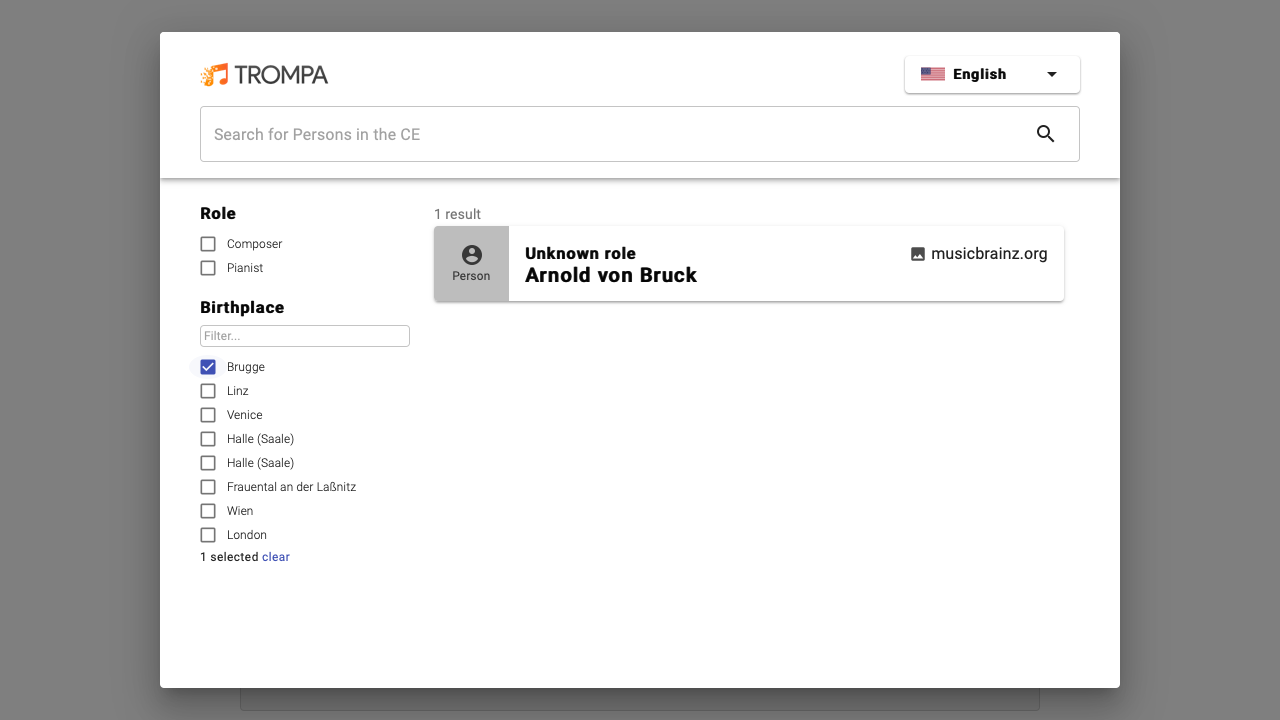 TROMPA
English
Search for Persons in the CE
Role
Composer
Pianist
Birthplace
Filter...
Brugge
Linz
Venice
Halle (Saale)
Halle (Saale)
Frauental an der Laßnitz
Wien
London
1 selected clear
1 result
Person
Unknown role
Arnold von Bruck
musicbrainz.org